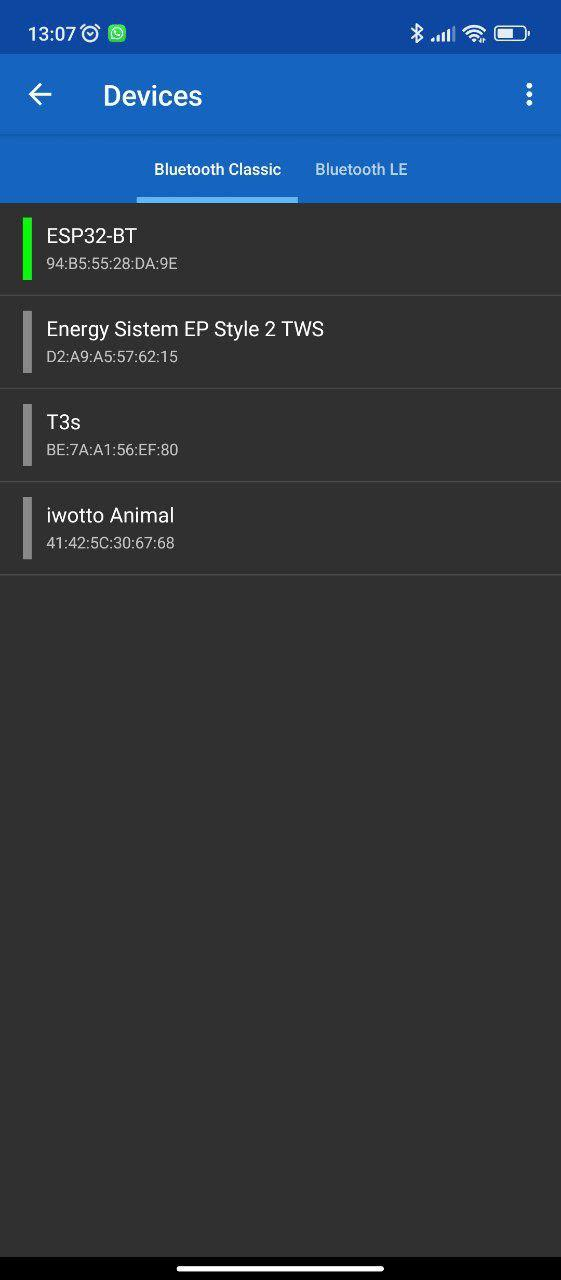 13:07
Devices
Bluetooth Classic
Bluetooth LE
ESP32-BT
94:B5:55:28:DA:9E
Energy Sistem EP Style 2 TWS
D2:A9:A5:57:62:15
T3s
BE:7A:A1:56:EF:80
iwotto Animal
41:42:5C:30:67:68